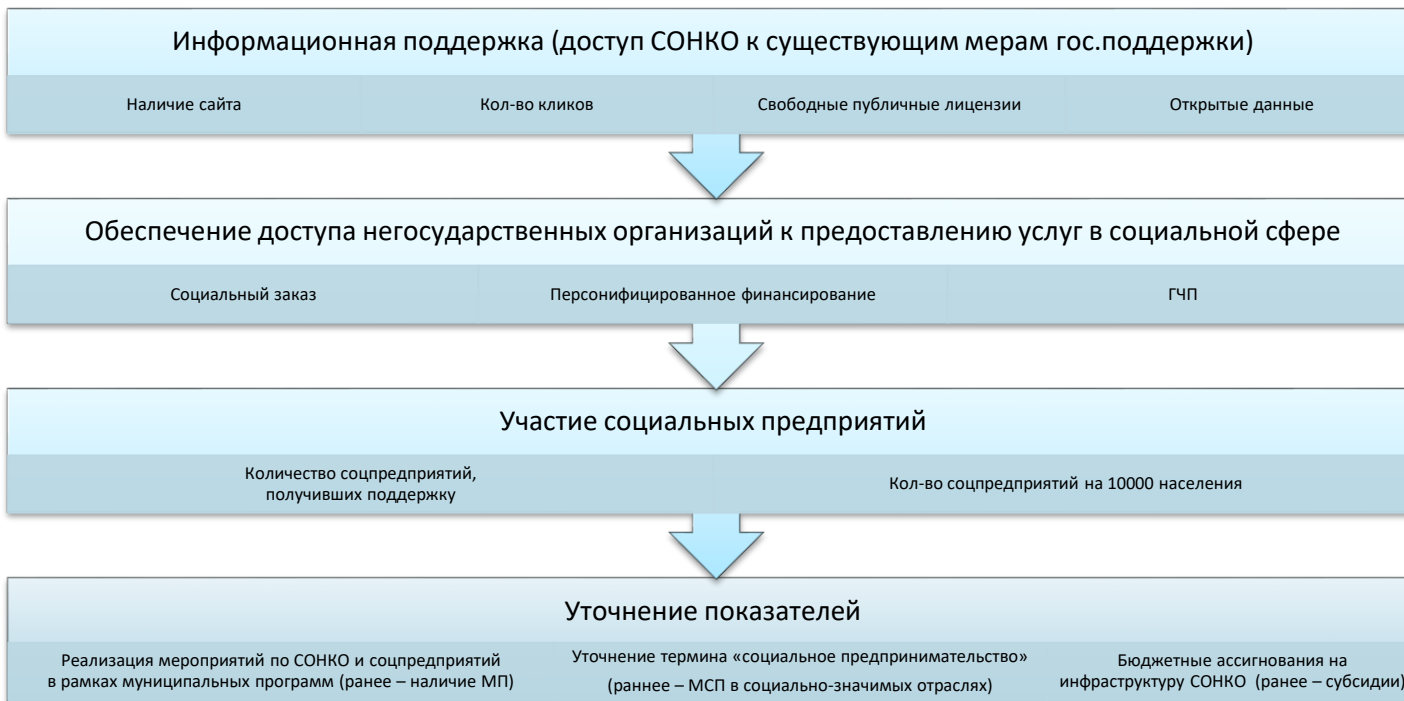 Информационная поддержка (доступ СОНКО к существующим мерам гос.поддержки)
Наличие сайта
Кол-во кликов
Свободные публичные лицензии
Открытые данные
Обеспечение доступа негосударственных организаций к предоставлению услуг в социальной сфере
Социальный заказ
Персонифицированное финансирование
ГЧП
Участие социальных предприятий
Количество соцпредприятий,
получивших поддержку
Кол-во соцпредприятий на 10000 населения
Уточнение показателей
Реализация мероприятий по СОНКО и соцпредприятий
в рамках муниципальных программ (ранее – наличие МП)
Уточнение термина «социальное предпринимательство»
(раннее – МСП в социально-значимых отраслях)
Бюджетные ассигнования на
инфраструктуру СОНКО (ранее – субсидии)